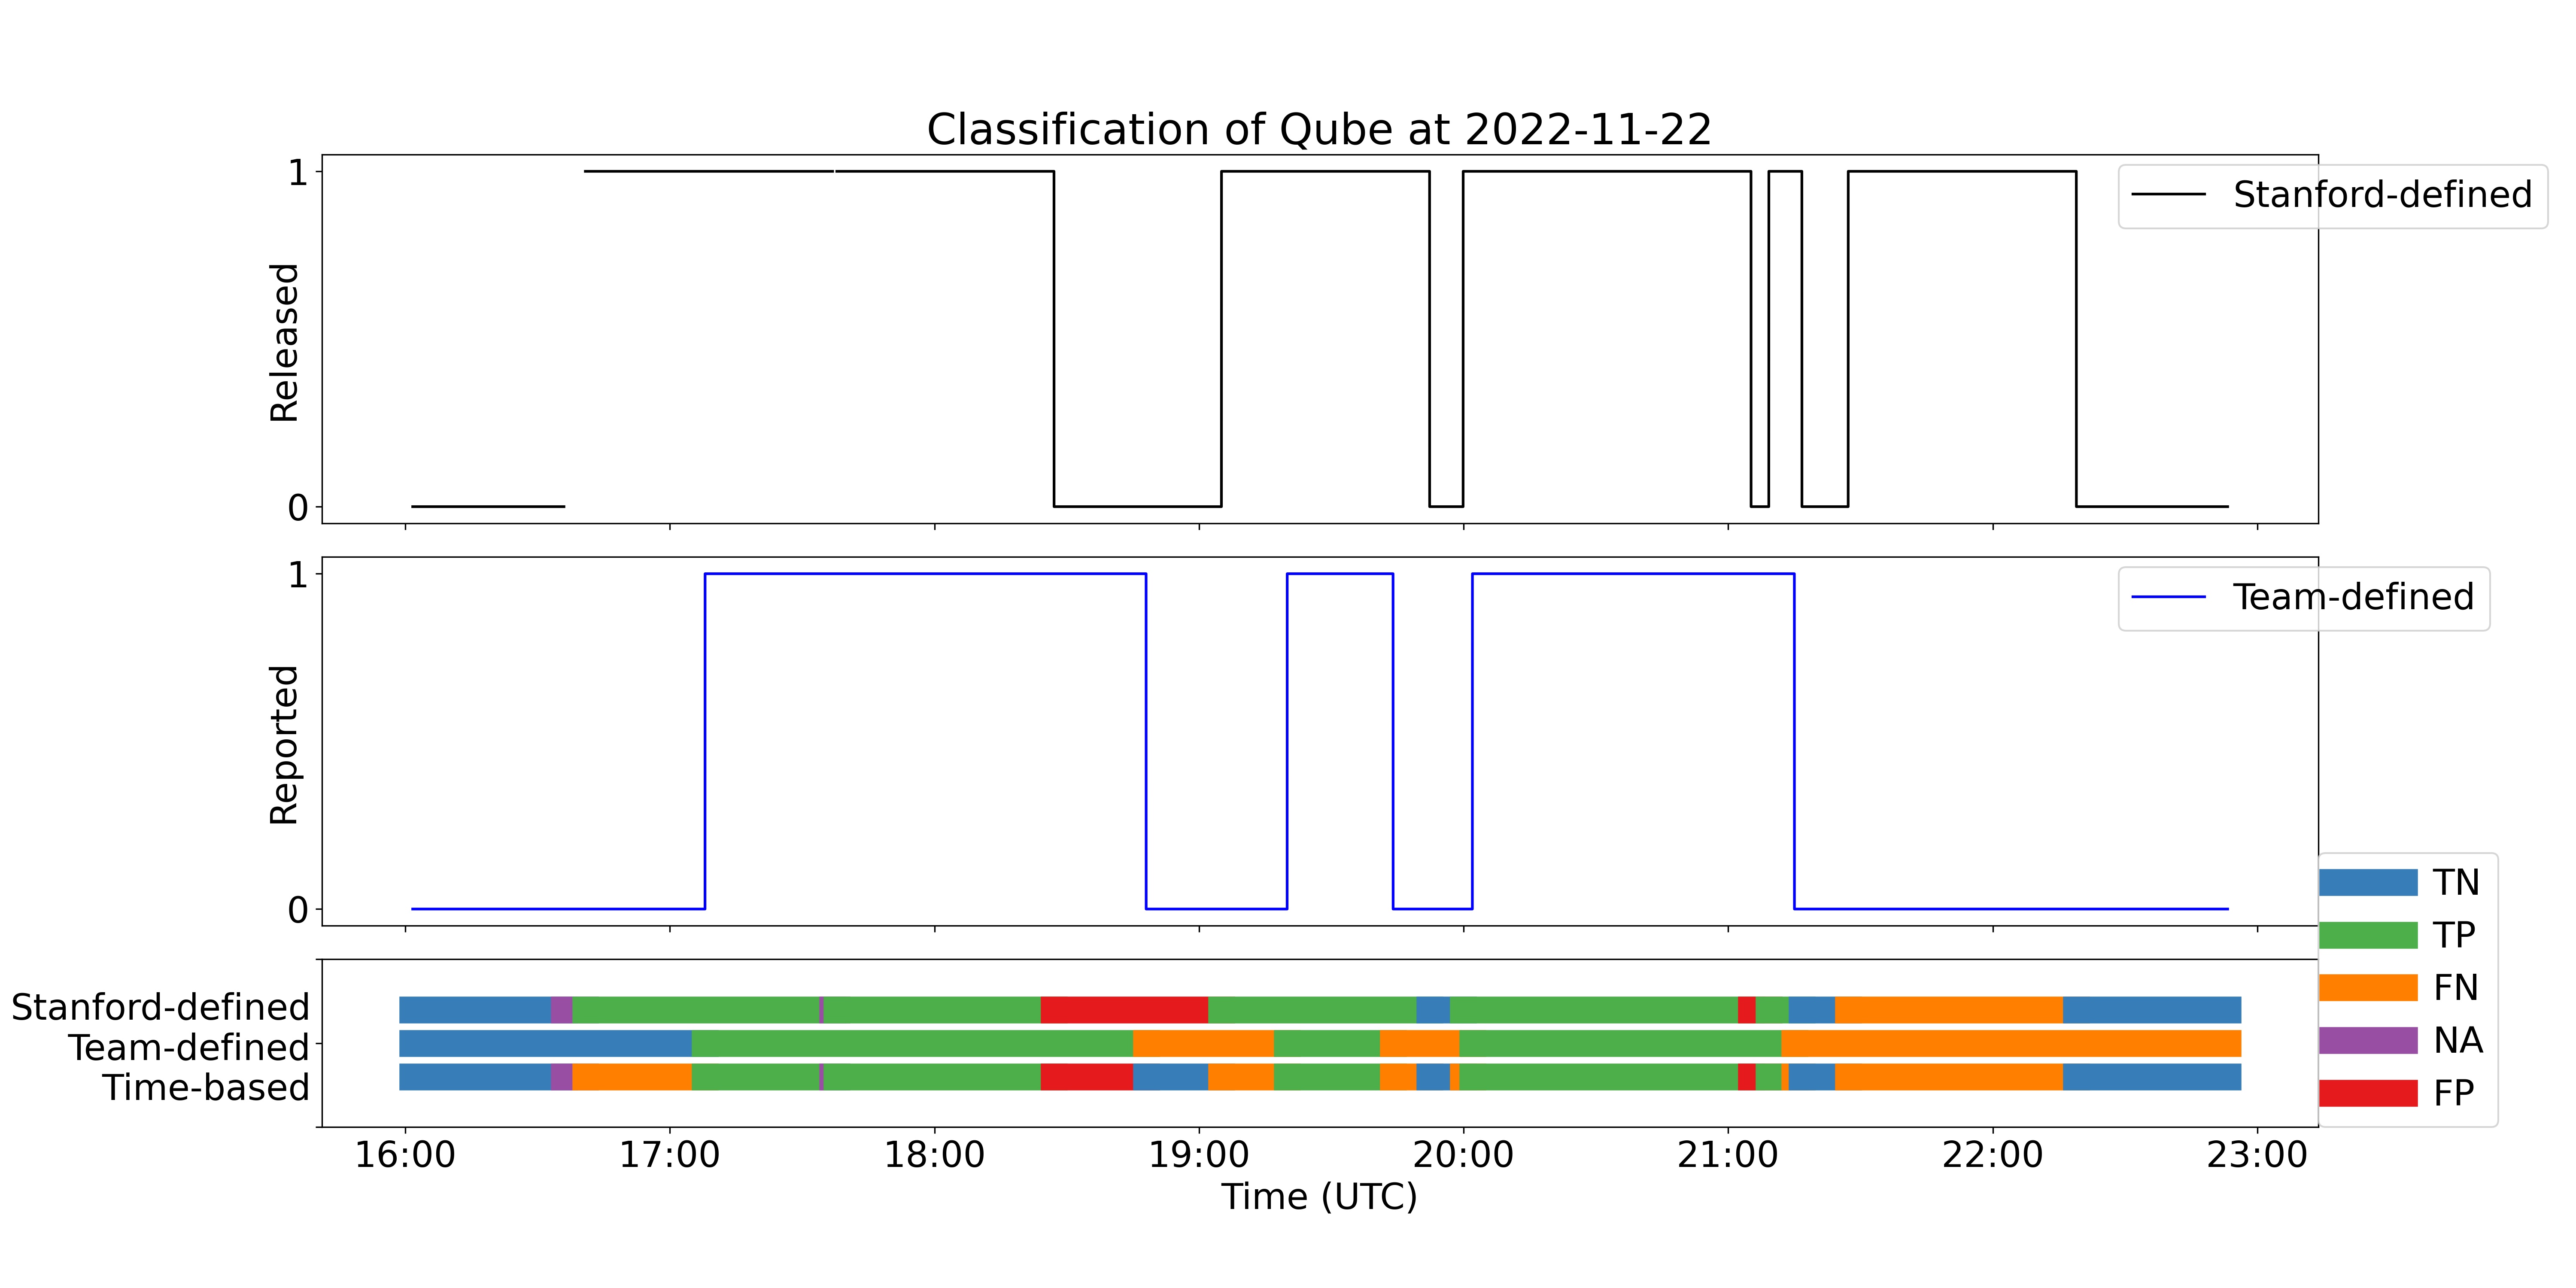 Classification of Qube at 2022-11-22
1
0
Released
Stanford-defined
1
0
Reported
Team-defined
TN
TP
FN
NA
FP
Stanford-defined
Team-defined
Time-based
16:00 17:00 18:00 19:00 20:00 21:00 22:00 23:00
Time (UTC)